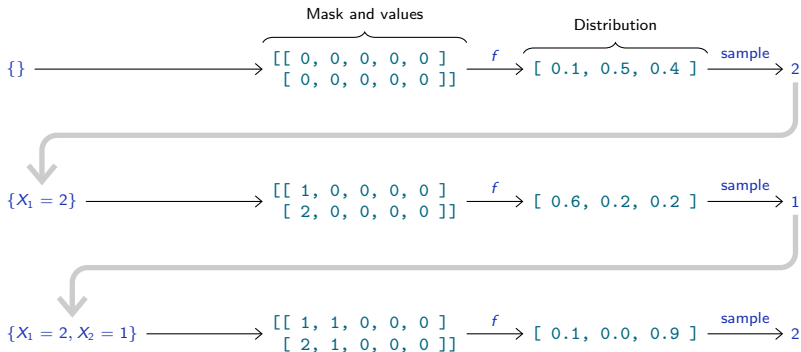 Mask and values
Distribution
{}
[[ 0, 0, 0, 0, 0 ]
[ 0, 0, 0, 0, 0 ]]
f
[ 0.1, 0.5, 0.4 ]
sample
2
{X₁ = 2}
[[ 1, 0, 0, 0, 0 ]
[ 2, 0, 0, 0, 0 ]]
f
[ 0.6, 0.2, 0.2 ]
sample
1
{X₁ = 2, X₂ = 1}
[[ 1, 1, 0, 0, 0 ]
[ 2, 1, 0, 0, 0 ]]
f
[ 0.1, 0.0, 0.9 ]
sample
2